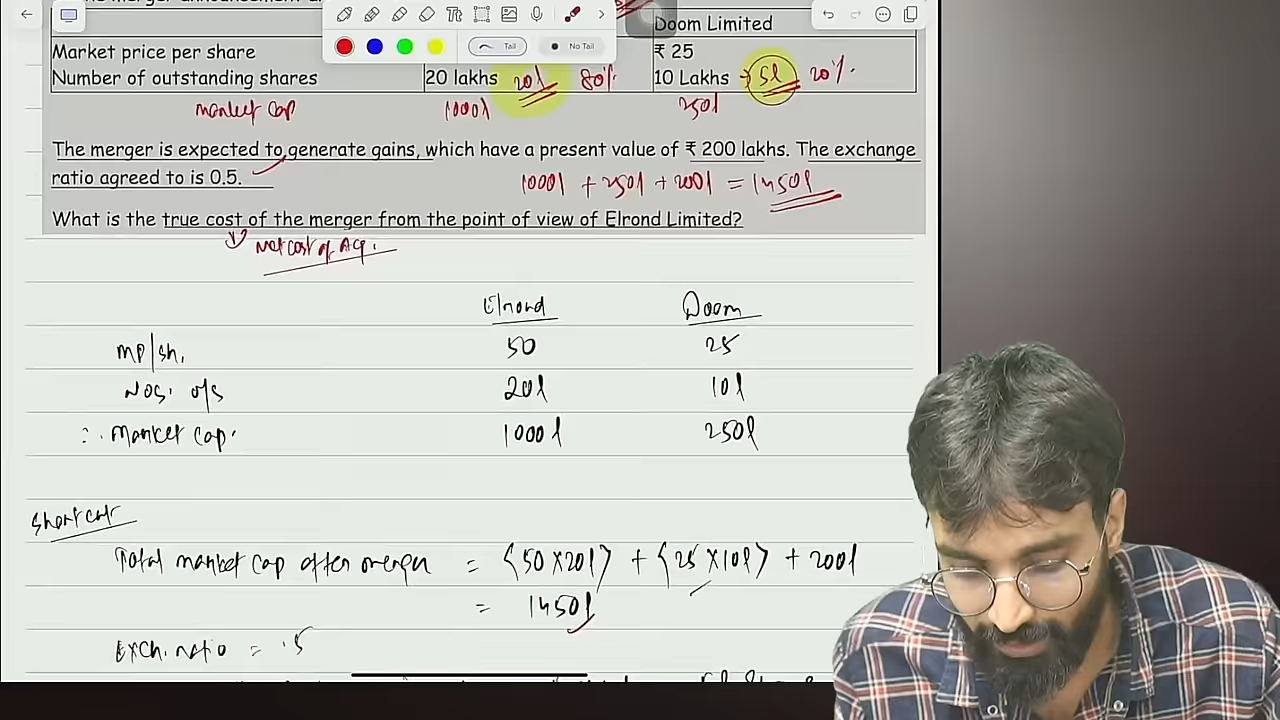 Doom Limited
Market price per share ₹ 25
Number of outstanding shares 20 lakhs 20l 80% 10 Lakhs → 5l 20%
market cap 1000l 250l
The merger is expected to generate gains, which have a present value of ₹ 200 lakhs. The exchange
ratio agreed to is 0.5.
1000l + 250l + 200l = 1450l
What is the true cost of the merger from the point of view of Elrond Limited?
Net cost of Acq.
Elrond Doom
MP/sh. 50 25
Nos. o/s 20l 10l
∴ Market cap. 1000l 250l
Shortcut
Total market cap after merger = {50×20l} + {25×10l} + 200l
= 1450l
Exch. ratio = .5
Tail
No Tail